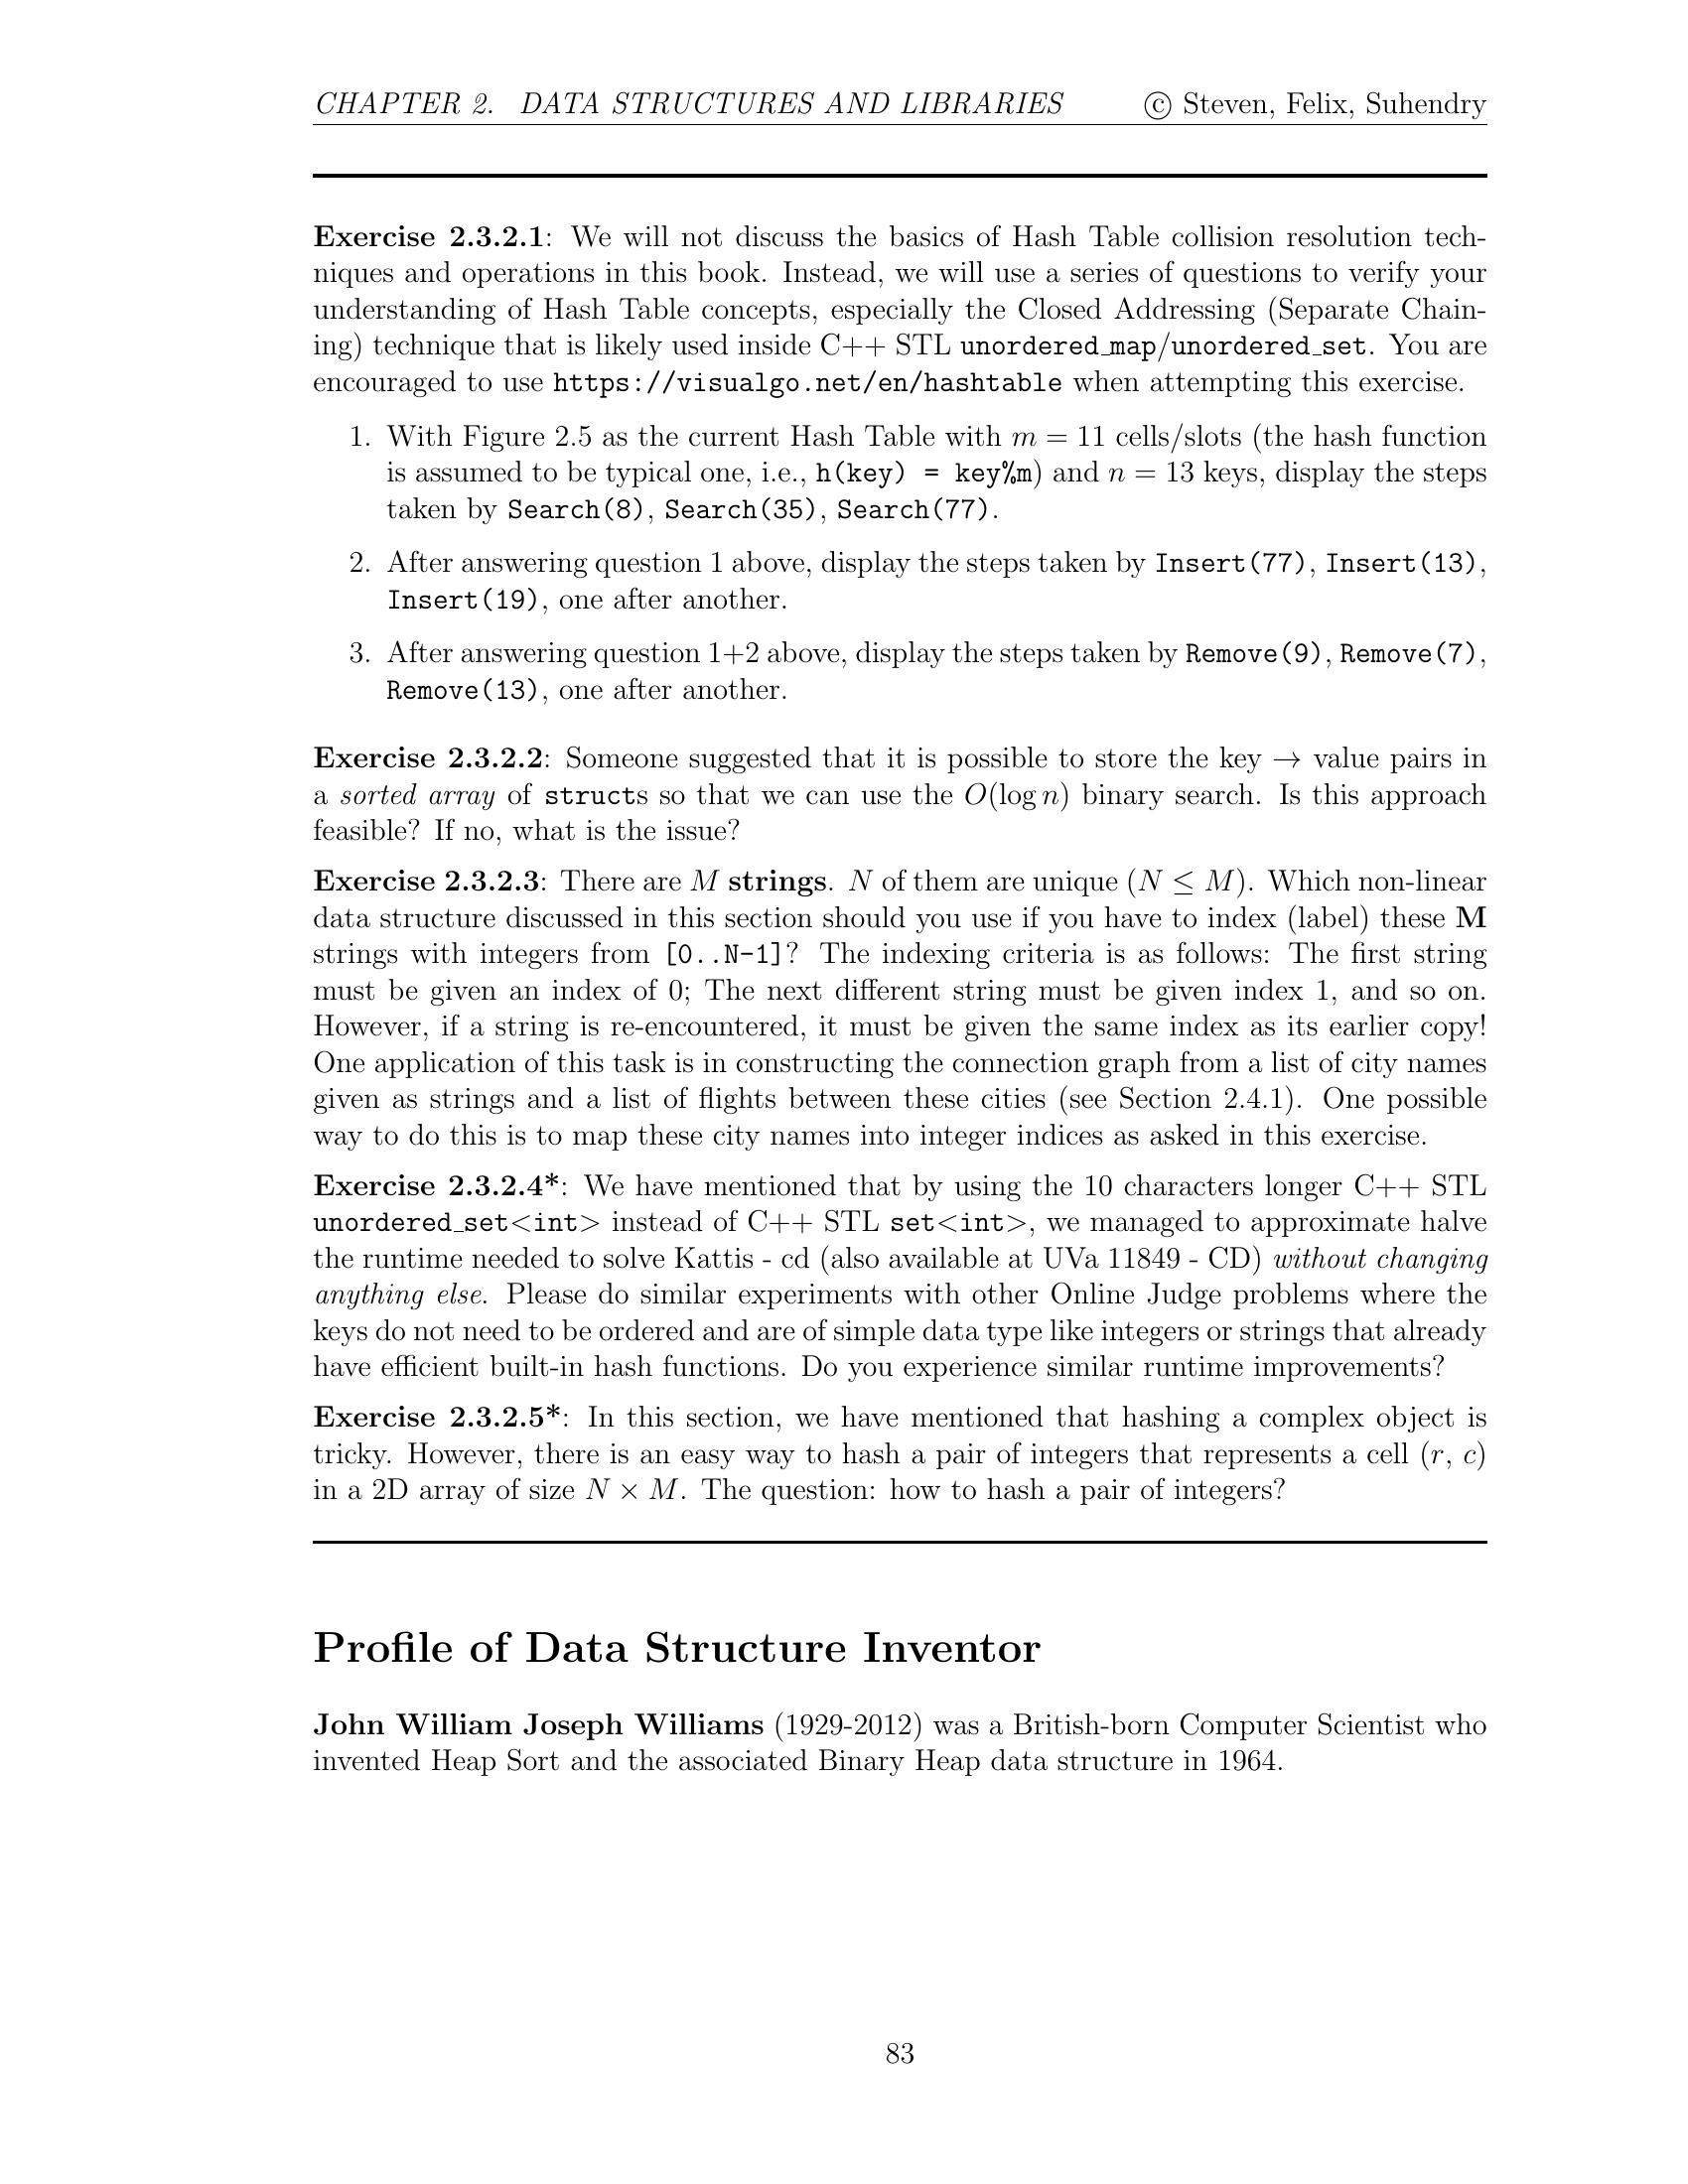 CHAPTER 2. DATA STRUCTURES AND LIBRARIES © Steven, Felix, Suhendry
Exercise 2.3.2.1: We will not discuss the basics of Hash Table collision resolution tech-
niques and operations in this book. Instead, we will use a series of questions to verify your
understanding of Hash Table concepts, especially the Closed Addressing (Separate Chain-
ing) technique that is likely used inside C++ STL unordered_map/unordered_set. You are
encouraged to use https://visualgo.net/en/hashtable when attempting this exercise.
1. With Figure 2.5 as the current Hash Table with m = 11 cells/slots (the hash function
is assumed to be typical one, i.e., h(key) = key%m) and n = 13 keys, display the steps
taken by Search(8), Search(35), Search(77).
2. After answering question 1 above, display the steps taken by Insert(77), Insert(13),
Insert(19), one after another.
3. After answering question 1+2 above, display the steps taken by Remove(9), Remove(7),
Remove(13), one after another.
Exercise 2.3.2.2: Someone suggested that it is possible to store the key → value pairs in
a sorted array of structs so that we can use the O(log n) binary search. Is this approach
feasible? If no, what is the issue?
Exercise 2.3.2.3: There are M strings. N of them are unique (N ≤ M). Which non-linear
data structure discussed in this section should you use if you have to index (label) these M
strings with integers from [0..N-1]? The indexing criteria is as follows: The first string
must be given an index of 0; The next different string must be given index 1, and so on.
However, if a string is re-encountered, it must be given the same index as its earlier copy!
One application of this task is in constructing the connection graph from a list of city names
given as strings and a list of flights between these cities (see Section 2.4.1). One possible
way to do this is to map these city names into integer indices as asked in this exercise.
Exercise 2.3.2.4*: We have mentioned that by using the 10 characters longer C++ STL
unordered_set<int> instead of C++ STL set<int>, we managed to approximate halve
the runtime needed to solve Kattis - cd (also available at UVa 11849 - CD) without changing
anything else. Please do similar experiments with other Online Judge problems where the
keys do not need to be ordered and are of simple data type like integers or strings that already
have efficient built-in hash functions. Do you experience similar runtime improvements?
Exercise 2.3.2.5*: In this section, we have mentioned that hashing a complex object is
tricky. However, there is an easy way to hash a pair of integers that represents a cell (r, c)
in a 2D array of size N × M. The question: how to hash a pair of integers?
Profile of Data Structure Inventor
John William Joseph Williams (1929-2012) was a British-born Computer Scientist who
invented Heap Sort and the associated Binary Heap data structure in 1964.
83